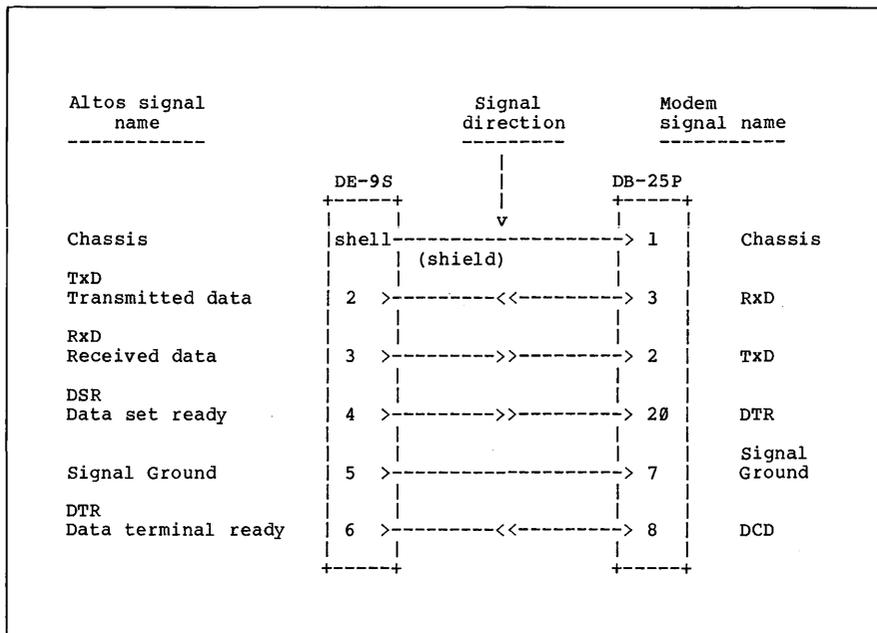 Altos signal Signal Modem
name direction signal name
------------ --------- -----------
DE-9S DB-25P
Chassis shell 1 Chassis
(shield)
TxD
Transmitted data 2 >-------<<---------> 3 RxD
RxD
Received data 3 >------->>---------> 2 TxD
DSR
Data set ready 4 >------->>---------> 20 DTR
Signal
Signal Ground 5 >------------------> 7 Ground
DTR
Data terminal ready 6 >-------<<---------> 8 DCD